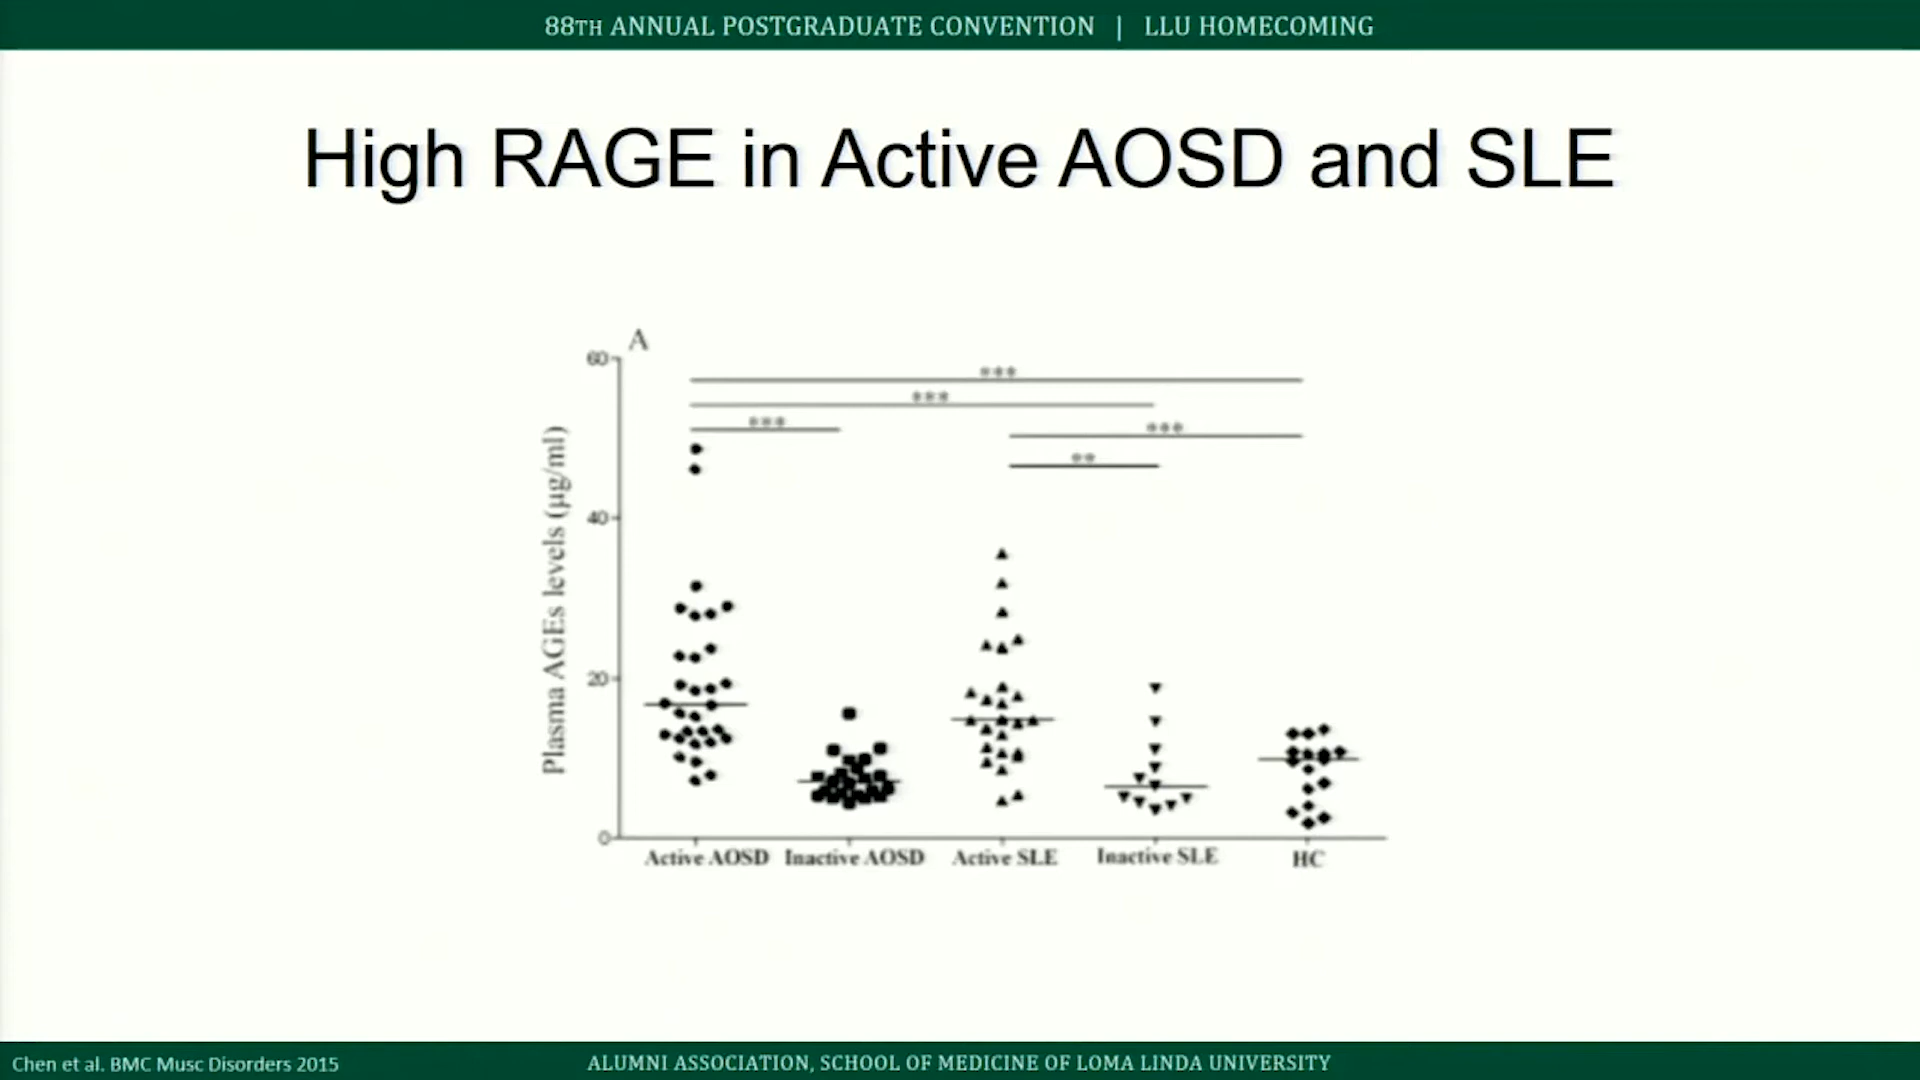 88TH ANNUAL POSTGRADUATE CONVENTION | LLU HOMECOMING
High RAGE in Active AOSD and SLE
A
60
***
***
***
***
**
Plasma AGEs levels (µg/ml)
40
20
0
Active AOSD Inactive AOSD Active SLE Inactive SLE HC
Chen et al. BMC Musc Disorders 2015
ALUMNI ASSOCIATION, SCHOOL OF MEDICINE OF LOMA LINDA UNIVERSITY